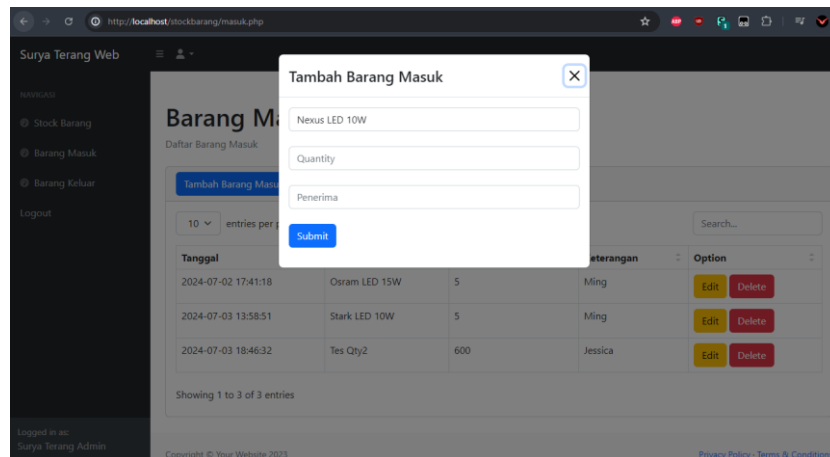 http://localhost/stockbarang/masuk.php
Surya Terang Web
Tambah Barang Masuk
NAVIGASI
Nexus LED 10W
Stock Barang
Barang Ma
Daftar Barang Masuk
Quantity
Barang Masuk
Barang Keluar
Tambah Barang Masu
Penerima
Logout
10 entries per p
Search...
Submit
Tanggal eterangan Option
2024-07-02 17:41:18 Osram LED 15W 5 Ming Edit Delete
2024-07-03 13:58:51 Stark LED 10W 5 Ming Edit Delete
2024-07-03 18:46:32 Tes Qty2 600 Jessica Edit Delete
Showing 1 to 3 of 3 entries
Logged in as:
Surya Terang Admin
Copyright © Your Website 2023 Privacy Policy · Terms & Condition